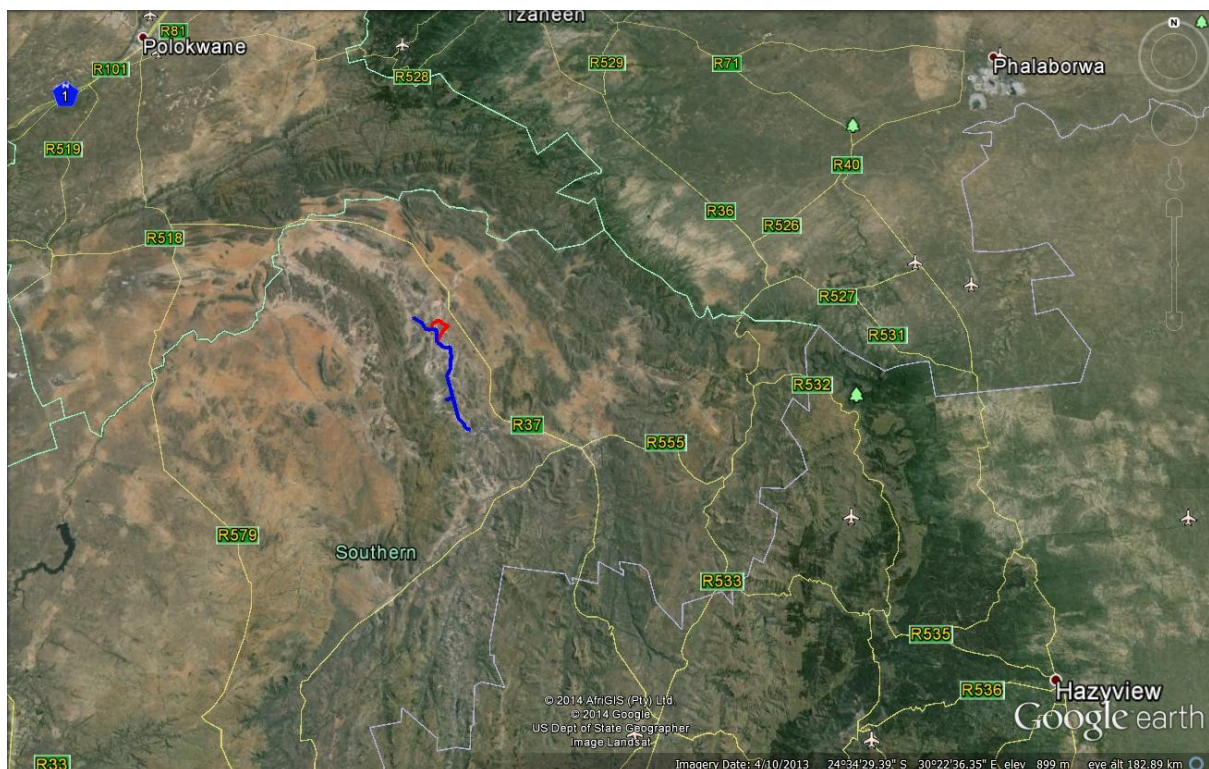 Tzaneen
R81
Polokwane
N
R101
R528
R529
R71
Phalaborwa
N
1
R519
R40
R36
R526
R518
R527
R531
R532
R37
R555
R579
Southern
R533
R535
R536
Hazyview
© 2014 AfriGIS (Pty) Ltd.
© 2014 Google
US Dept of State Geographer
Image Landsat
Google earth
R33
Imagery Date: 4/10/2013 24°34'29.39" S 30°22'36.35" E elev 899 m eye alt 182.89 km